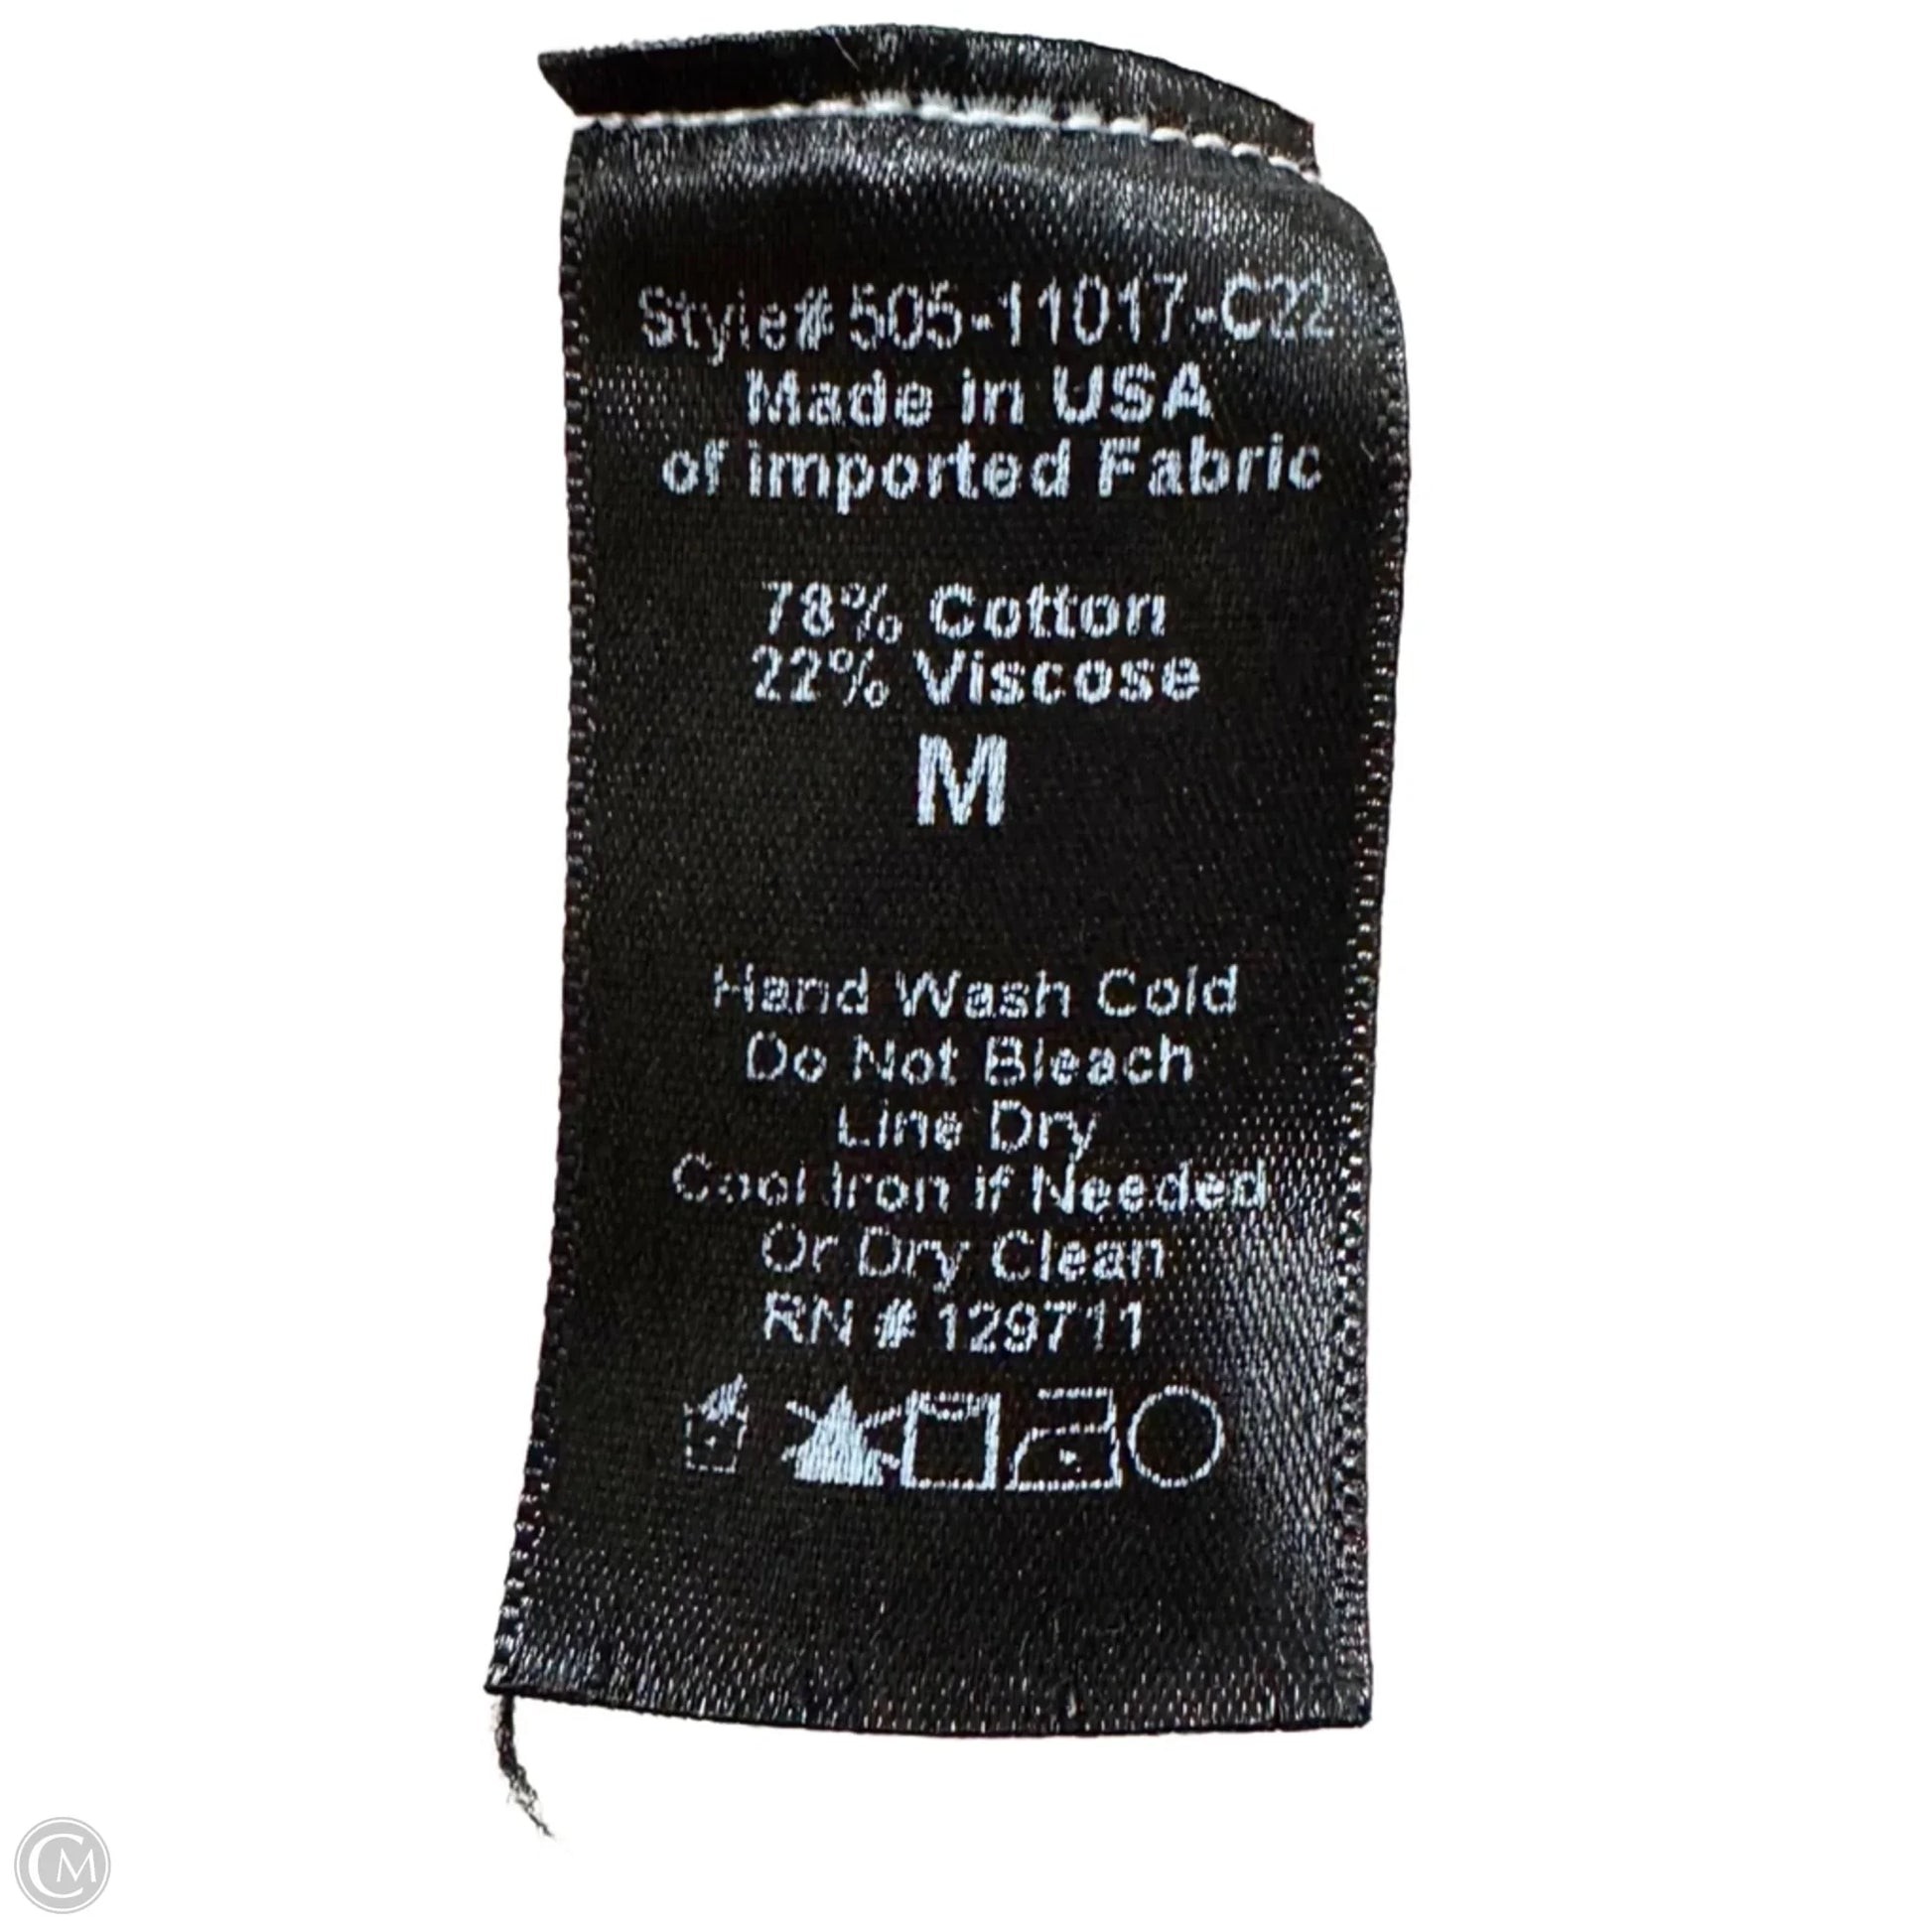 Style# 505-11017-C22
Made in USA
of imported Fabric
78% Cotton
22% Viscose
M
Hand Wash Cold
Do Not Bleach
Line Dry
Cool Iron if Needed
Or Dry Clean
RN # 129711
CM